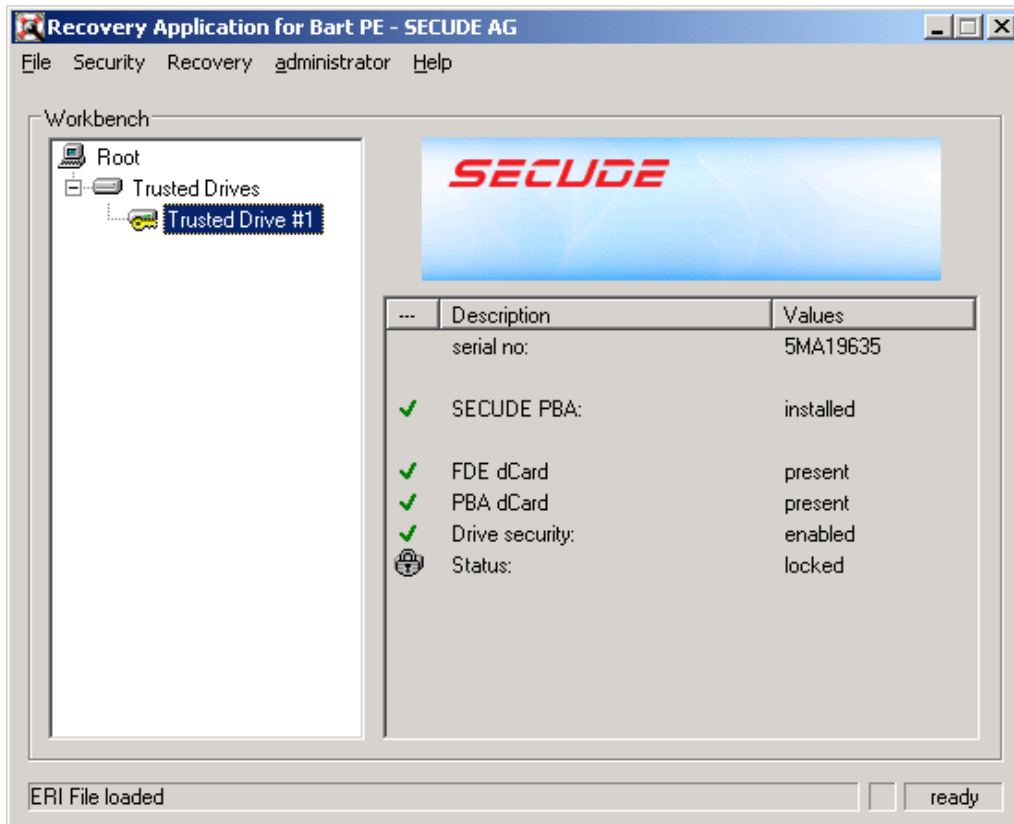 Recovery Application for Bart PE - SECUDE AG
File Security Recovery administrator Help
Workbench
Root
Trusted Drives
Trusted Drive #1
SECUDE
--- Description Values
serial no: 5MA19635
SECUDE PBA: installed
FDE dCard present
PBA dCard present
Drive security: enabled
Status: locked
ERI File loaded ready